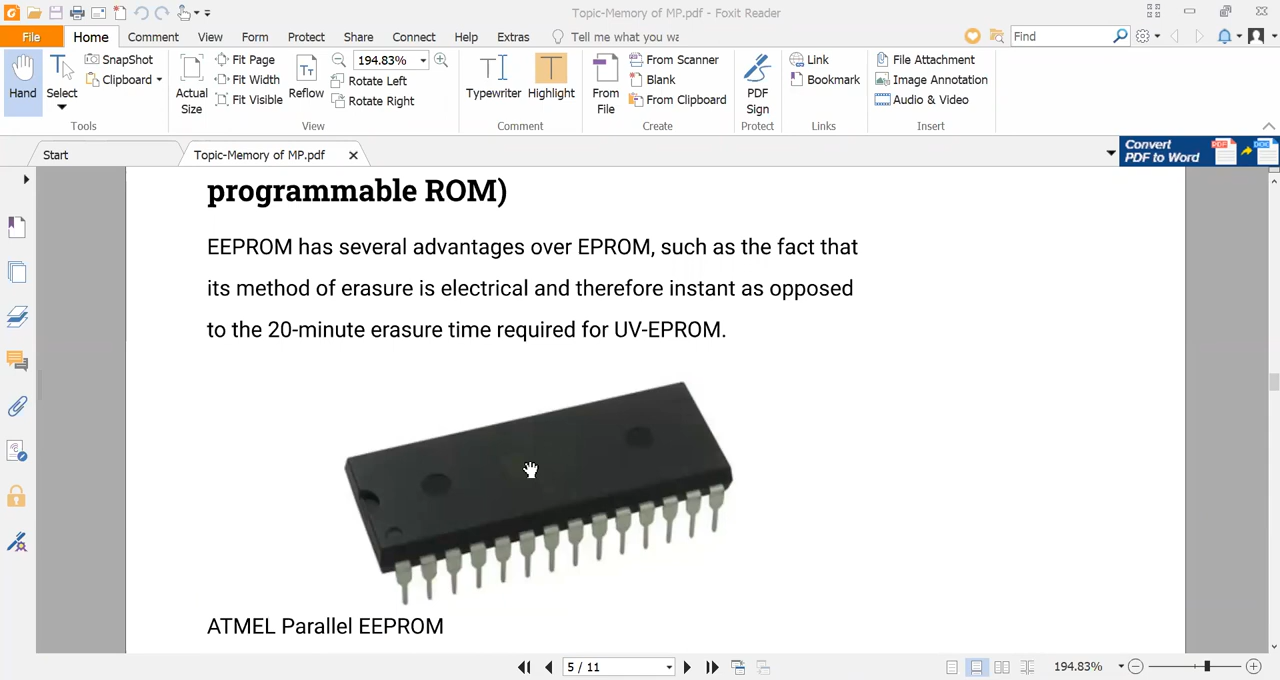 Topic-Memory of MP.pdf - Foxit Reader
File Home Comment View Form Protect Share Connect Help Extras Tell me what you wa Find
Hand
Select
SnapShot
Clipboard
Tools
Actual Size
Fit Page
Fit Width
Fit Visible
Reflow
194.83%
Rotate Left
Rotate Right
View
Typewriter
Highlight
Comment
From File
From Scanner
Blank
From Clipboard
Create
PDF Sign
Protect
Link
Bookmark
Links
File Attachment
Image Annotation
Audio & Video
Insert
Start
Topic-Memory of MP.pdf
Convert
PDF to Word
programmable ROM)
EEPROM has several advantages over EPROM, such as the fact that
its method of erasure is electrical and therefore instant as opposed
to the 20-minute erasure time required for UV-EPROM.
ATMEL Parallel EEPROM
5 / 11
194.83%